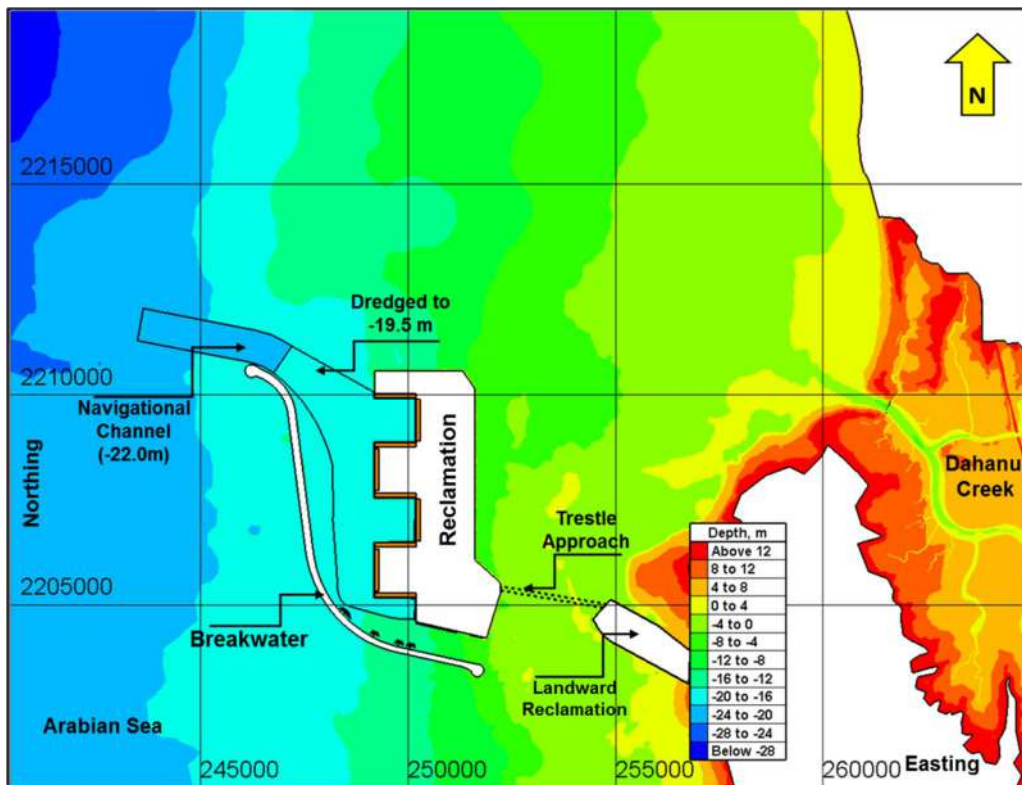 N
2215000
Dredged to
-19.5 m
2210000
Navigational
Channel
(-22.0m)
Northing
Reclamation
Dahanu
Creek
Trestle
Approach
Depth, m
Above 12
8 to 12
4 to 8
0 to 4
-4 to 0
-8 to -4
-12 to -8
-16 to -12
-20 to -16
-24 to -20
-28 to -24
Below -28
2205000
Breakwater
Landward
Reclamation
Arabian Sea
245000
250000
255000
260000
Easting